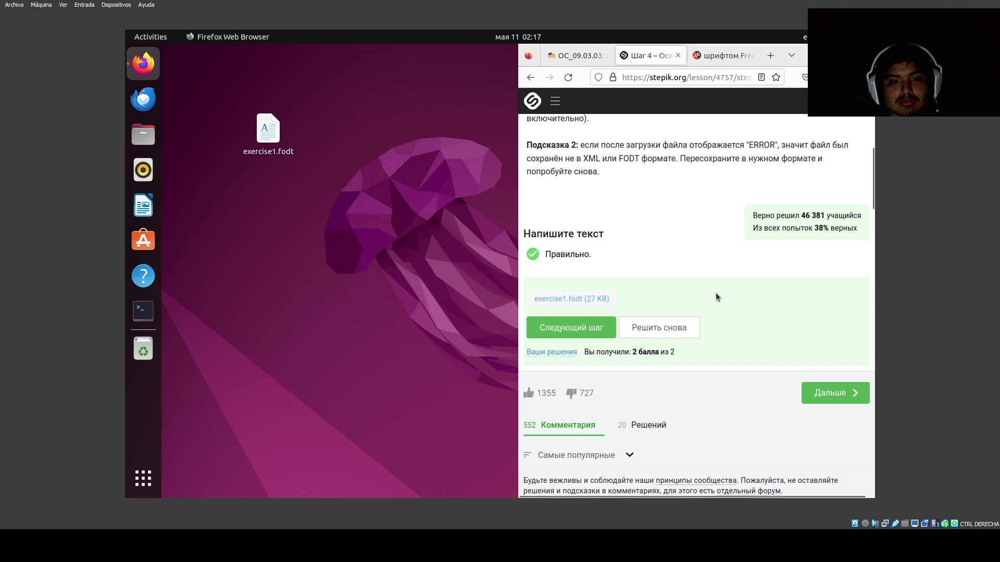 Archivo Máquina Ver Entrada Dispositivos Ayuda
Activities Firefox Web Browser мая 11 02:17
ОС_09.03.03: Шаг 4 – Осв шрифтом Free
https://stepik.org/lesson/4757/step
exercise1.fodt
включительно).
Подсказка 2: если после загрузки файла отображается "ERROR", значит файл был
сохранён не в XML или FODT формате. Пересохраните в нужном формате и
попробуйте снова.
Верно решил 46 381 учащийся
Из всех попыток 38% верных
Напишите текст
Правильно.
exercise1.fodt (27 KB)
Следующий шаг Решить снова
Ваши решения Вы получили: 2 балла из 2
1355 727 Дальше
552 Комментария 20 Решений
Самые популярные
Будьте вежливы и соблюдайте наши принципы сообщества. Пожалуйста, не оставляйте
решения и подсказки в комментариях, для этого есть отдельный форум.
CTRL DERECHA